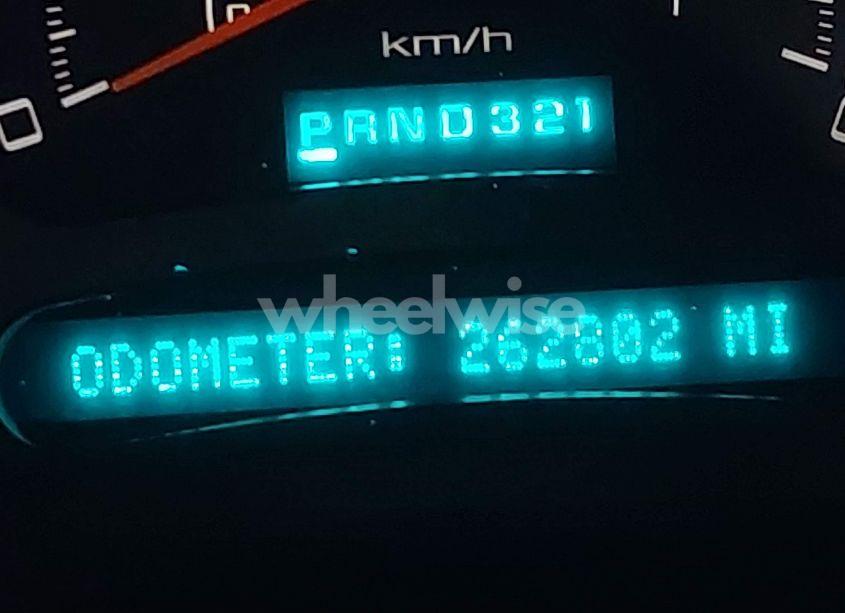 km/h
PRND321
wheelwise
ODOMETER: 262802 MI